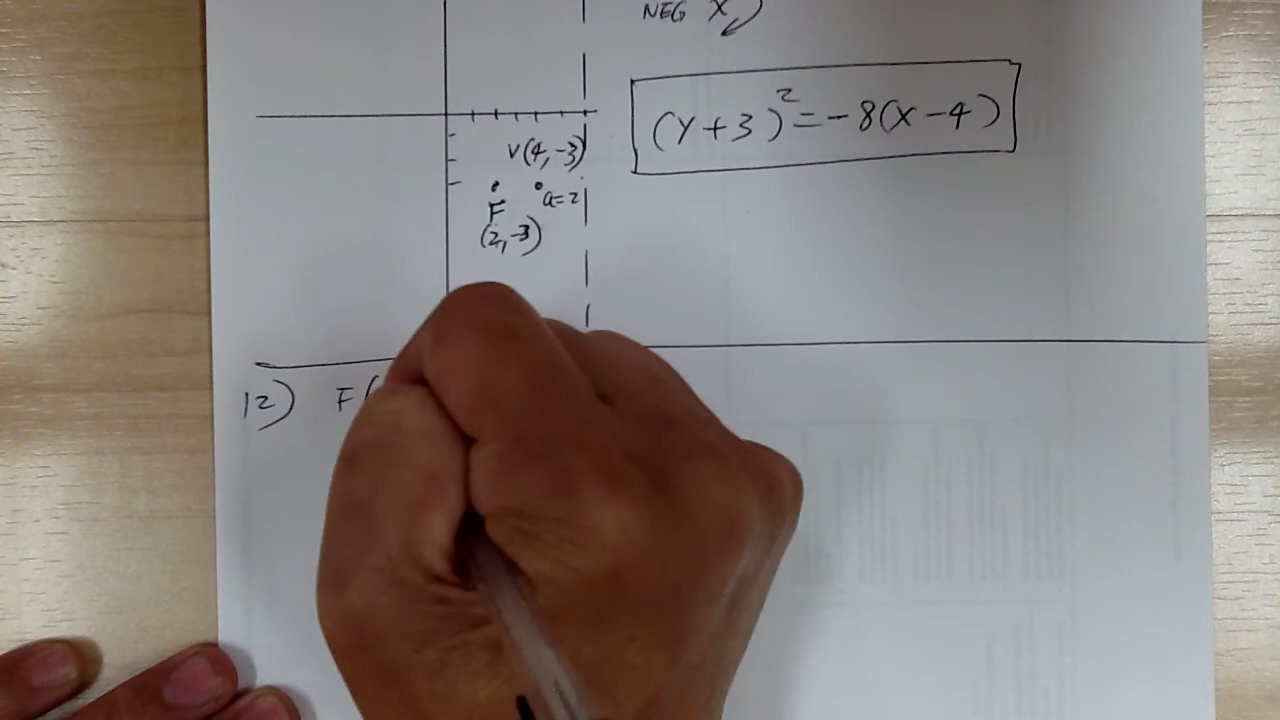 NEG X
(y+3)² = -8(x-4)
V(4,-3)
a=2
F
(2,-3)
12) F(